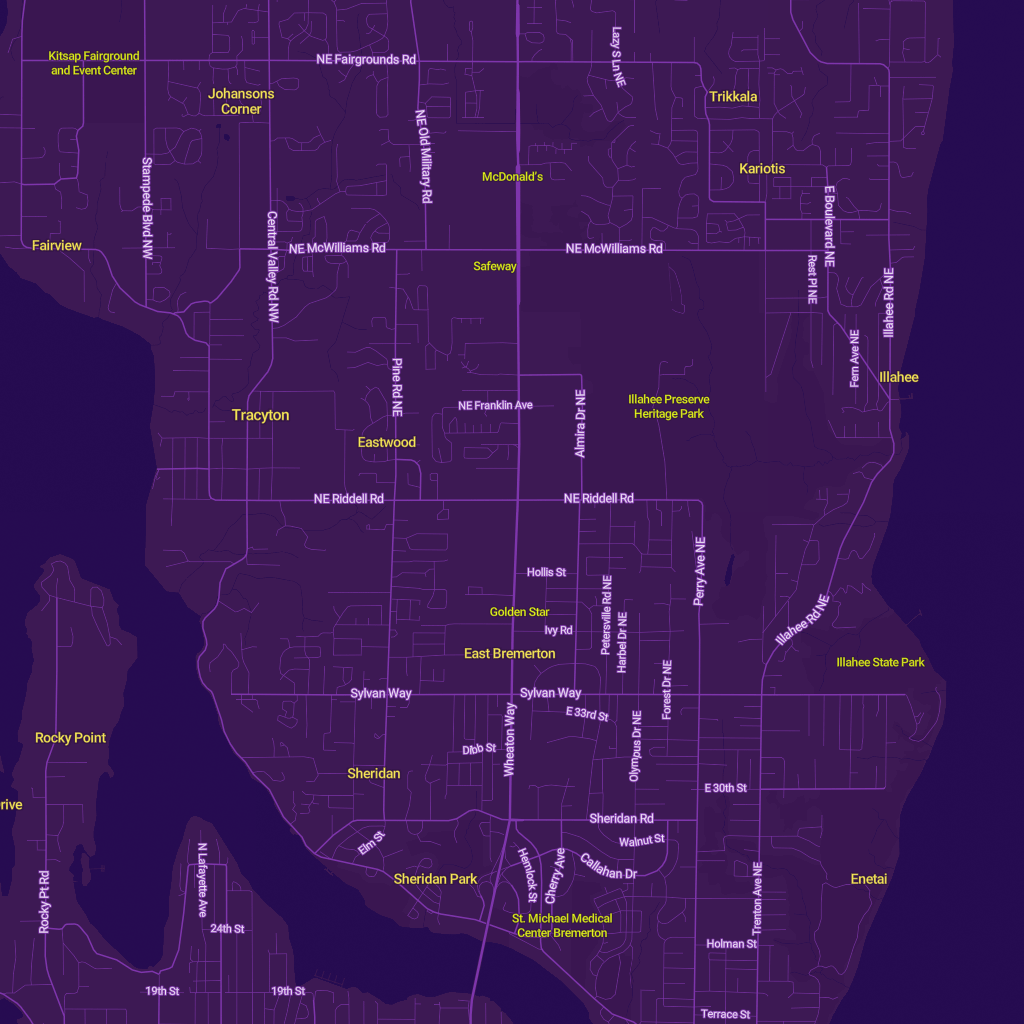 Lazy S Ln NE
Kitsap Fairground
and Event Center
NE Fairgrounds Rd
Johansons
Corner
Trikkala
NE Old Military Rd
McDonald's
Kariotis
Stampede Blvd NW
E Boulevard NE
Fairview
Central Valley Rd NW
NE McWilliams Rd
NE McWilliams Rd
Safeway
Rest Pl NE
Illahee Rd NE
Fern Ave NE
Illahee
Pine Rd NE
NE Franklin Ave
Almira Dr NE
Illahee Preserve
Heritage Park
Tracyton
Eastwood
NE Riddell Rd
NE Riddell Rd
Perry Ave NE
Hollis St
Golden Star
Petersville Rd NE
Harbel Dr NE
Ivy Rd
Illahee Rd NE
East Bremerton
Illahee State Park
Forest Dr NE
Sylvan Way
Sylvan Way
E 33rd St
Wheaton Way
Olympus Dr NE
Rocky Point
Dibb St
Sheridan
E 30th St
rive
Sheridan Rd
Elm St
Walnut St
N Lafayette Ave
Hemlock St
Cherry Ave
Callahan Dr
Sheridan Park
Enetai
Rocky Pt Rd
Trenton Ave NE
St. Michael Medical
Center Bremerton
24th St
Holman St
19th St
19th St
Terrace St